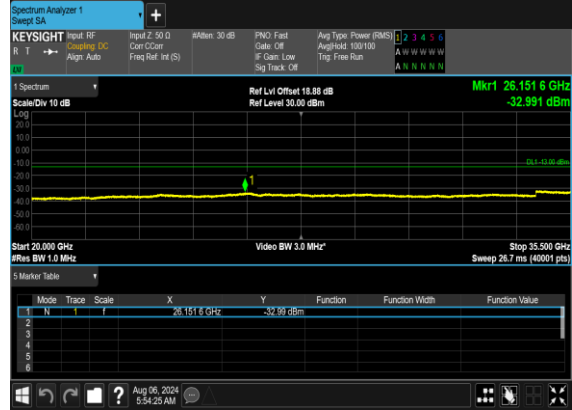 Spectrum Analyzer 1
Swept SA
KEYSIGHT
R T
Input: RF
Coupling: DC
Align: Auto
Input Z: 50 Ω
Corr CCorr
Freq Ref: Int (S)
#Atten: 30 dB
PNO: Fast
Gate: Off
IF Gain: Low
Sig Track: Off
Avg Type: Power (RMS)
Avg|Hold: 100/100
Trig: Free Run
1 2 3 4 5 6
A W W W W W
A N N N N N
1 Spectrum
Scale/Div 10 dB
Ref Lvl Offset 18.88 dB
Ref Level 30.00 dBm
Mkr1 26.151 6 GHz
-32.991 dBm
Log
20.0
10.0
0.00
-10.0
-20.0
-30.0
-40.0
-50.0
-60.0
DL1 -13.00 dBm
1
Start 20.000 GHz
#Res BW 1.0 MHz
Video BW 3.0 MHz*
Stop 35.500 GHz
Sweep 26.7 ms (40001 pts)
5 Marker Table
Mode Trace Scale X Y Function Function Width Function Value
1 N 1 f 26.151 6 GHz -32.99 dBm
2
3
4
5
6
Aug 06, 2024
5:54:25 AM